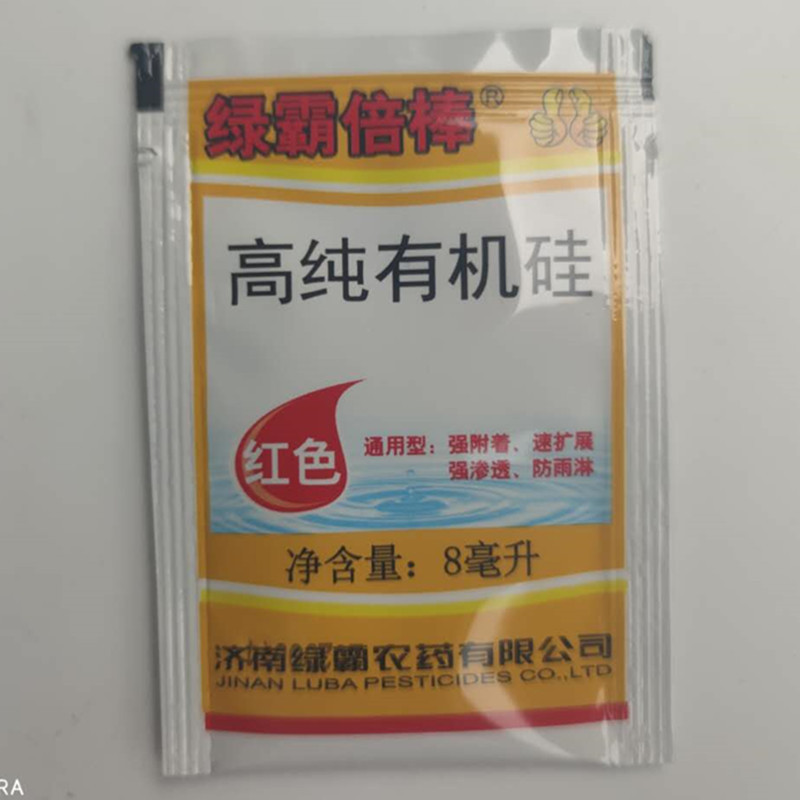 绿霸倍棒®
高纯有机硅
红色
通用型：强附着、速扩展
强渗透、防雨淋
净含量：8毫升
济南绿霸农药有限公司
JINAN LUBA PESTICIDES CO.,LTD
RA